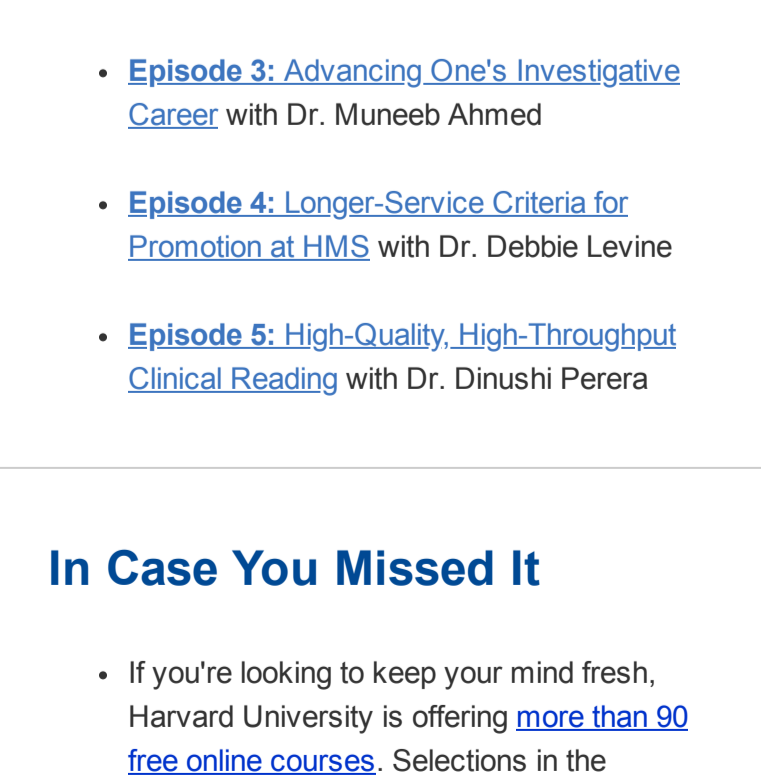 Episode 3: Advancing One's Investigative
Career with Dr. Muneeb Ahmed
Episode 4: Longer-Service Criteria for
Promotion at HMS with Dr. Debbie Levine
Episode 5: High-Quality, High-Throughput
Clinical Reading with Dr. Dinushi Perera
In Case You Missed It
If you're looking to keep your mind fresh,
Harvard University is offering more than 90
free online courses. Selections in the